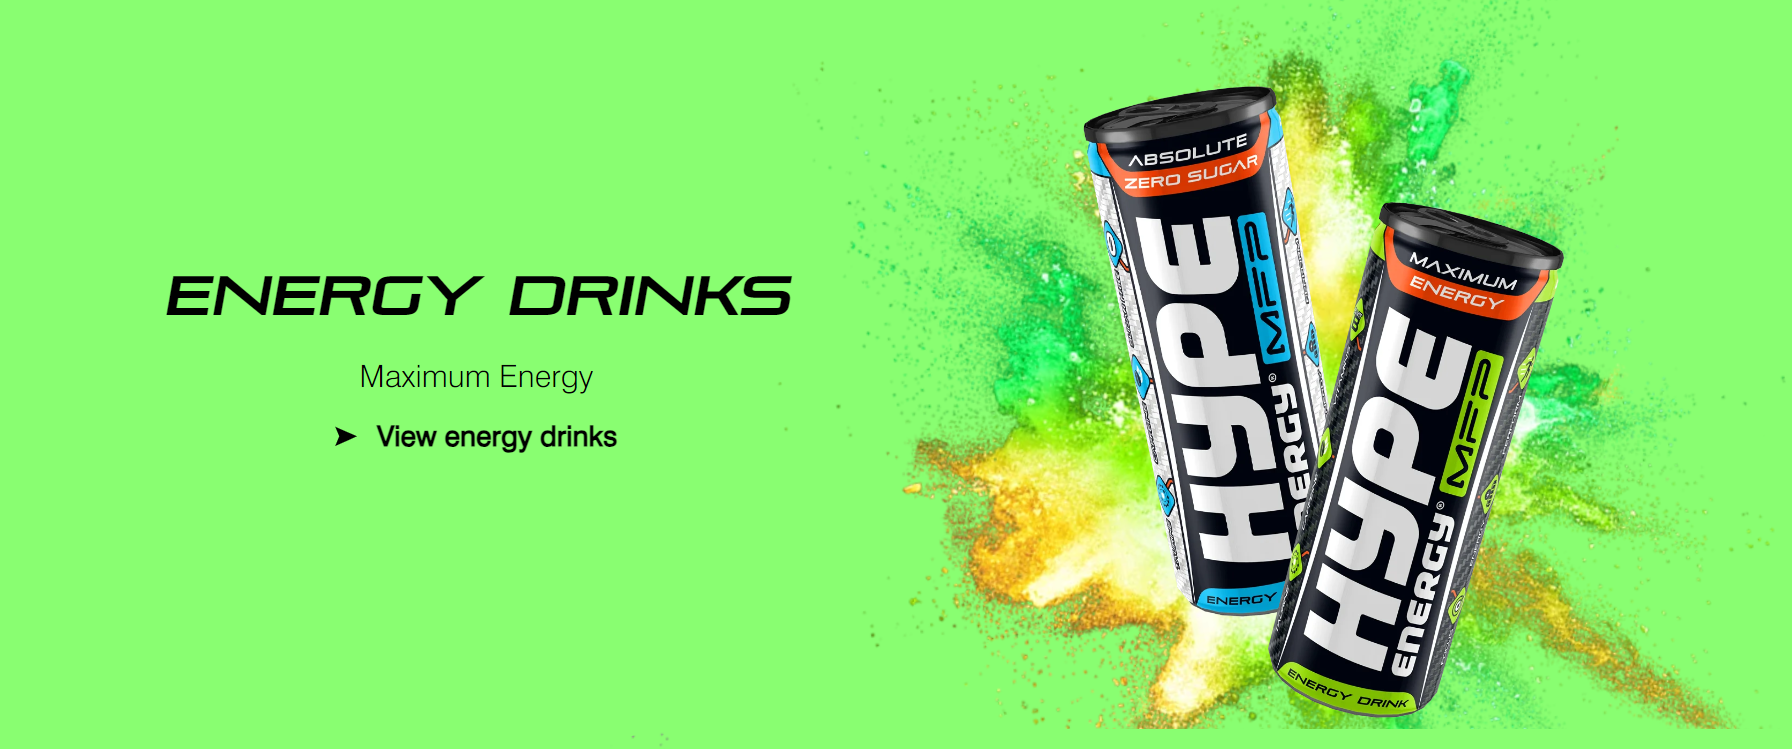 ENERGY DRINKS
Maximum Energy
➤ View energy drinks
ABSOLUTE
ZERO SUGAR
HYPE
MFP
ENERGY
MAXIMUM
ENERGY
HYPE
MFP
ENERGY®
ENERGY DRINK